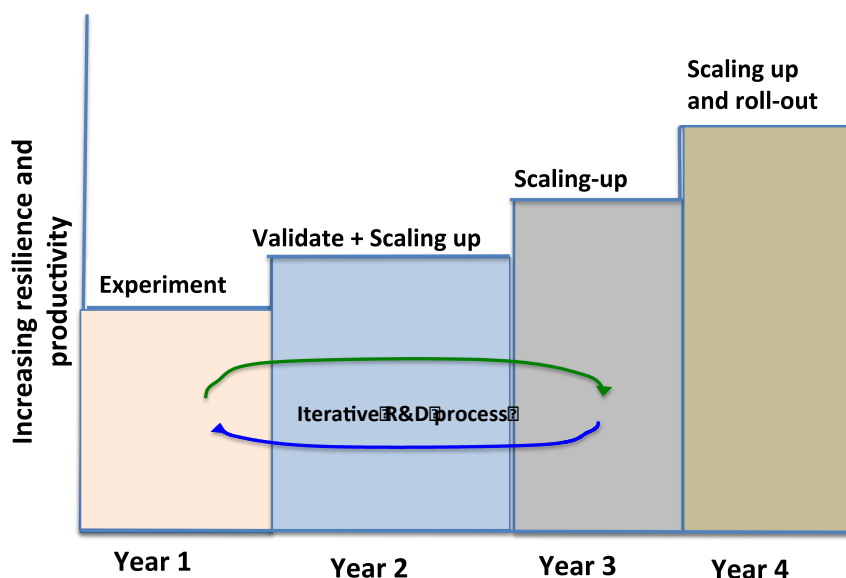 Scaling up
and roll-out
Scaling-up
Validate + Scaling up
Experiment
Increasing resilience and
productivity
Iterative R&D process
Year 1
Year 2
Year 3
Year 4